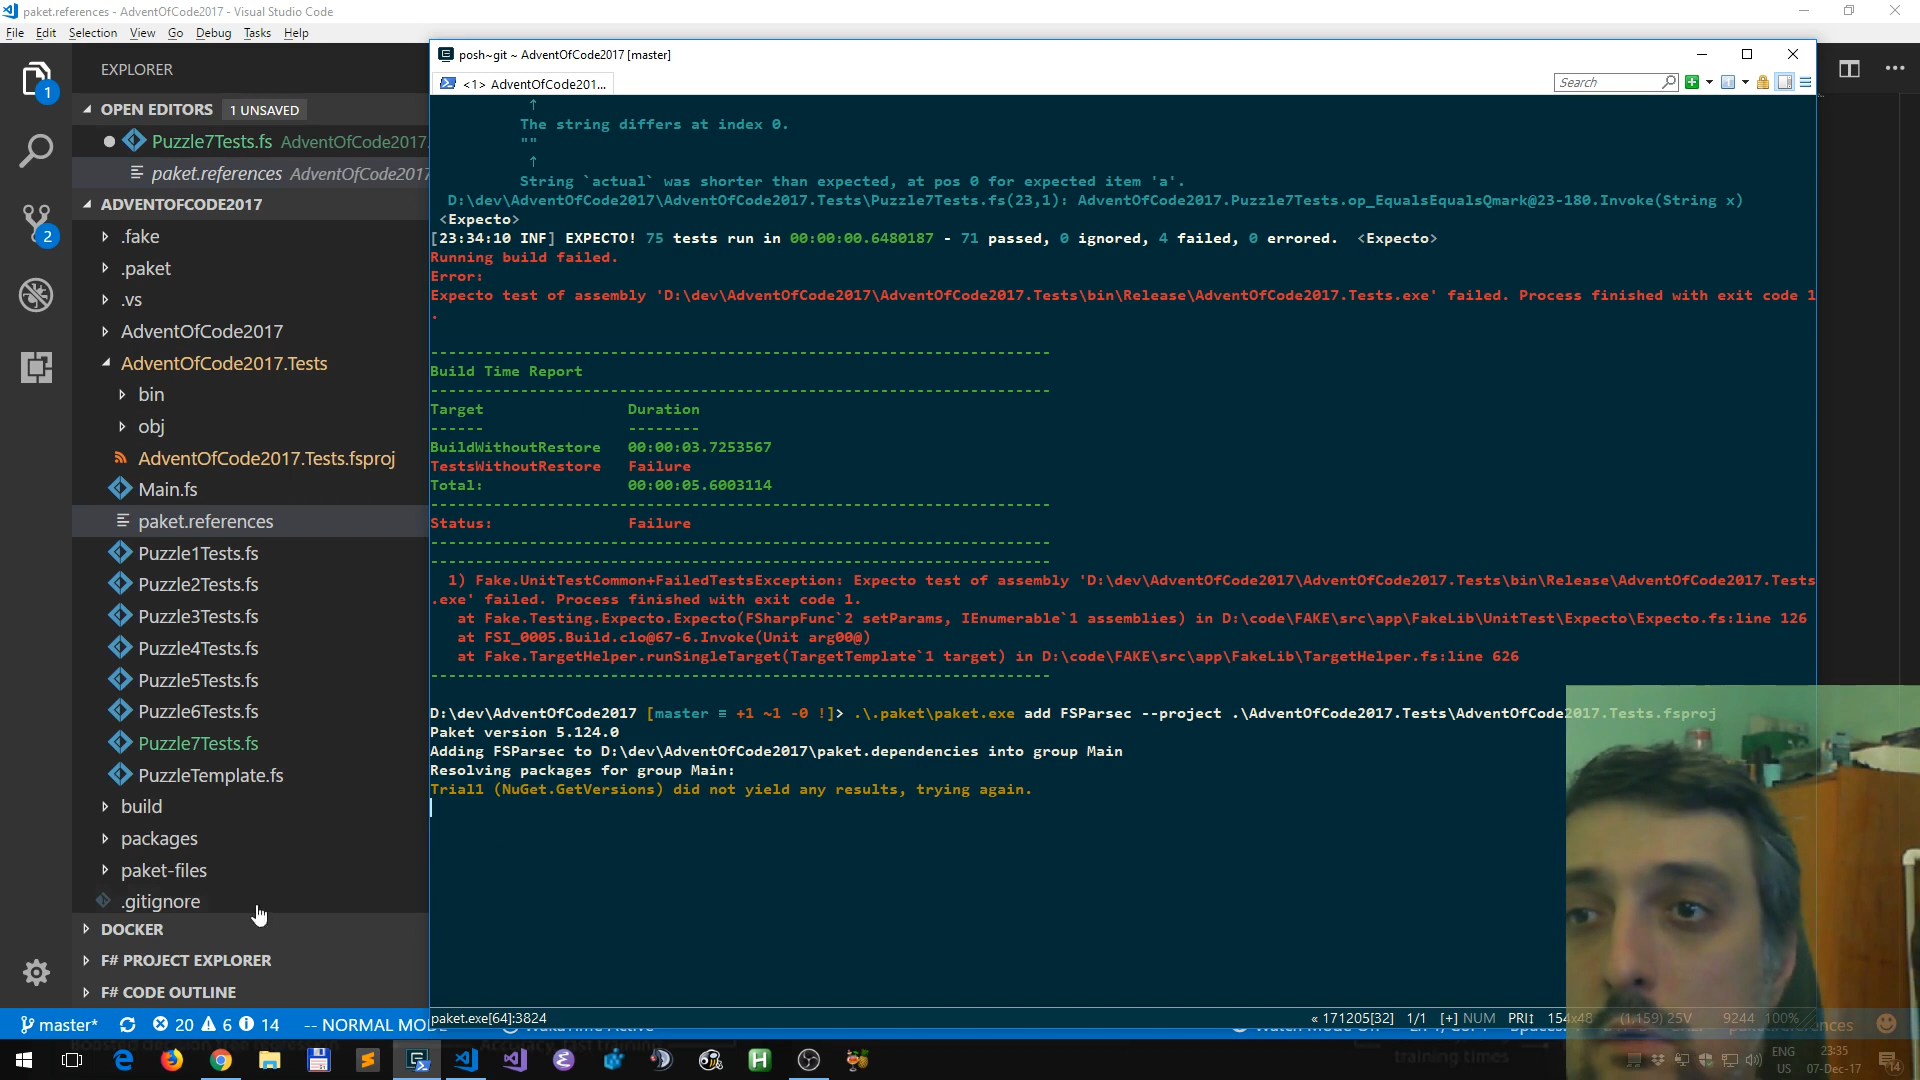 paket.references - AdventOfCode2017 - Visual Studio Code
File Edit Selection View Go Debug Tasks Help
EXPLORER
OPEN EDITORS 1 UNSAVED
Puzzle7Tests.fs AdventOfCode2017.
paket.references AdventOfCode2017
ADVENTOFCODE2017
.fake
.paket
.vs
AdventOfCode2017
AdventOfCode2017.Tests
bin
obj
AdventOfCode2017.Tests.fsproj
Main.fs
paket.references
Puzzle1Tests.fs
Puzzle2Tests.fs
Puzzle3Tests.fs
Puzzle4Tests.fs
Puzzle5Tests.fs
Puzzle6Tests.fs
Puzzle7Tests.fs
PuzzleTemplate.fs
build
packages
paket-files
.gitignore
DOCKER
F# PROJECT EXPLORER
F# CODE OUTLINE
1
2
posh~git ~ AdventOfCode2017 [master]
<1> AdventOfCode201...
Search
↑
The string differs at index 0.
""
↑
String `actual` was shorter than expected, at pos 0 for expected item 'a'.
D:\dev\AdventOfCode2017\AdventOfCode2017.Tests\Puzzle7Tests.fs(23,1): AdventOfCode2017.Puzzle7Tests.op_EqualsEqualsQmark@23-180.Invoke(String x)
<Expecto>
[23:34:10 INF] EXPECTO! 75 tests run in 00:00:00.6480187 - 71 passed, 0 ignored, 4 failed, 0 errored. <Expecto>
Running build failed.
Error:
Expecto test of assembly 'D:\dev\AdventOfCode2017\AdventOfCode2017.Tests\bin\Release\AdventOfCode2017.Tests.exe' failed. Process finished with exit code 1
.
---------------------------------------------------------------------
Build Time Report
---------------------------------------------------------------------
Target Duration
------ --------
BuildWithoutRestore 00:00:03.7253567
TestsWithoutRestore Failure
Total: 00:00:05.6003114
---------------------------------------------------------------------
Status: Failure
---------------------------------------------------------------------
---------------------------------------------------------------------
1) Fake.UnitTestCommon+FailedTestsException: Expecto test of assembly 'D:\dev\AdventOfCode2017\AdventOfCode2017.Tests\bin\Release\AdventOfCode2017.Tests
.exe' failed. Process finished with exit code 1.
at Fake.Testing.Expecto.Expecto(FSharpFunc`2 setParams, IEnumerable`1 assemblies) in D:\code\FAKE\src\app\FakeLib\UnitTest\Expecto\Expecto.fs:line 126
at FSI_0005.Build.clo@67-6.Invoke(Unit arg00@)
at Fake.TargetHelper.runSingleTarget(TargetTemplate`1 target) in D:\code\FAKE\src\app\FakeLib\TargetHelper.fs:line 626
---------------------------------------------------------------------
D:\dev\AdventOfCode2017 [master ≡ +1 ~1 -0 !]> .\.paket\paket.exe add FSParsec --project .\AdventOfCode2017.Tests\AdventOfCode2017.Tests.fsproj
Paket version 5.124.0
Adding FSParsec to D:\dev\AdventOfCode2017\paket.dependencies into group Main
Resolving packages for group Main:
Trial1 (NuGet.GetVersions) did not yield any results, trying again.
paket.exe[64]:3824 « 171205[32] 1/1 [+] NUM PRI↕ 154x48 (1,159) 25V 9244 100%
master* 20 6 14 -- NORMAL MO
ENG
US
23:35
07-Dec-17
14